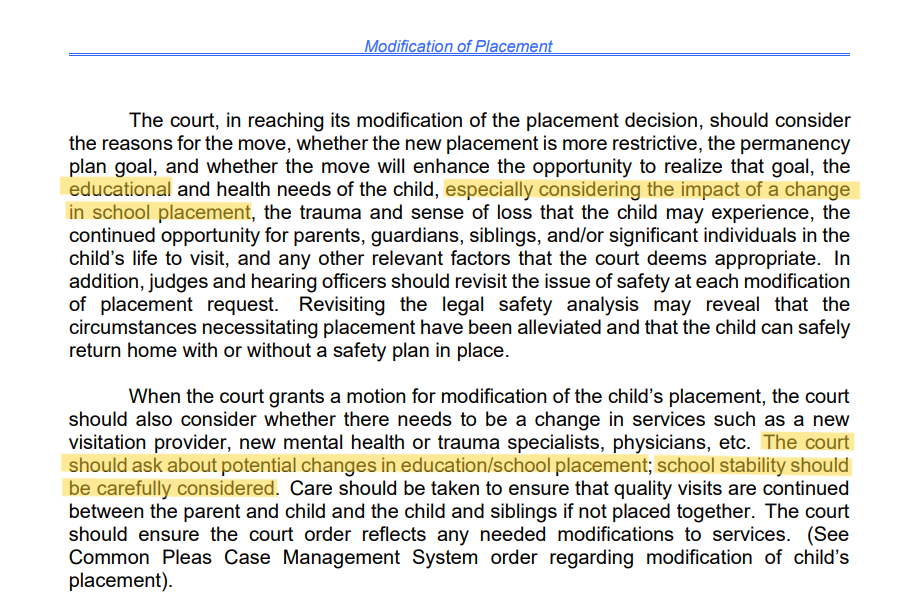 Modification of Placement
The court, in reaching its modification of the placement decision, should consider
the reasons for the move, whether the new placement is more restrictive, the permanency
plan goal, and whether the move will enhance the opportunity to realize that goal, the
educational and health needs of the child, especially considering the impact of a change
in school placement, the trauma and sense of loss that the child may experience, the
continued opportunity for parents, guardians, siblings, and/or significant individuals in the
child's life to visit, and any other relevant factors that the court deems appropriate. In
addition, judges and hearing officers should revisit the issue of safety at each modification
of placement request. Revisiting the legal safety analysis may reveal that the
circumstances necessitating placement have been alleviated and that the child can safely
return home with or without a safety plan in place.
When the court grants a motion for modification of the child's placement, the court
should also consider whether there needs to be a change in services such as a new
visitation provider, new mental health or trauma specialists, physicians, etc. The court
should ask about potential changes in education/school placement; school stability should
be carefully considered. Care should be taken to ensure that quality visits are continued
between the parent and child and the child and siblings if not placed together. The court
should ensure the court order reflects any needed modifications to services. (See
Common Pleas Case Management System order regarding modification of child's
placement).